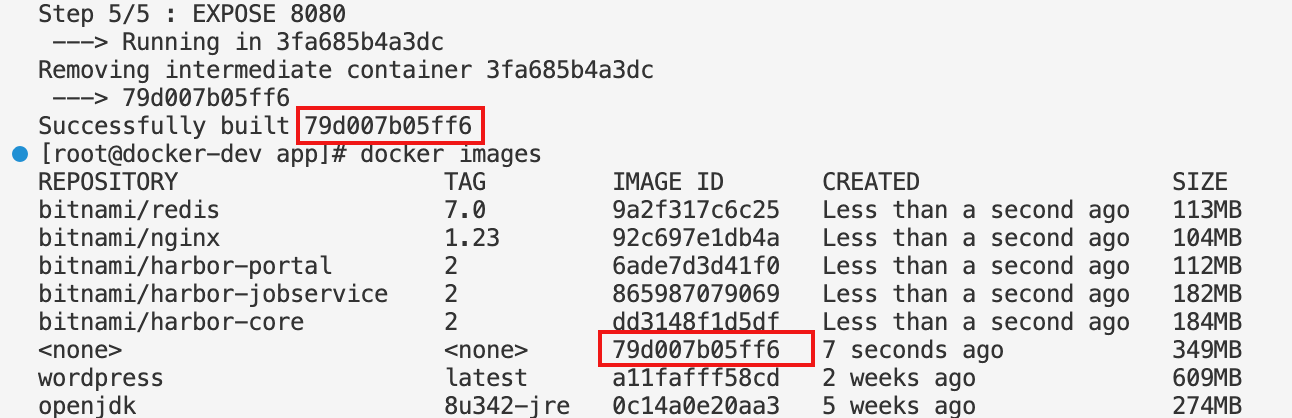 Step 5/5 : EXPOSE 8080
---> Running in 3fa685b4a3dc
Removing intermediate container 3fa685b4a3dc
---> 79d007b05ff6
Successfully built 79d007b05ff6
[root@docker-dev app]# docker images
REPOSITORY TAG IMAGE ID CREATED SIZE
bitnami/redis 7.0 9a2f317c6c25 Less than a second ago 113MB
bitnami/nginx 1.23 92c697e1db4a Less than a second ago 104MB
bitnami/harbor-portal 2 6ade7d3d41f0 Less than a second ago 112MB
bitnami/harbor-jobservice 2 865987079069 Less than a second ago 182MB
bitnami/harbor-core 2 dd3148f1d5df Less than a second ago 184MB
<none> <none> 79d007b05ff6 7 seconds ago 349MB
wordpress latest a11fafff58cd 2 weeks ago 609MB
openjdk 8u342-jre 0c14a0e20aa3 5 weeks ago 274MB